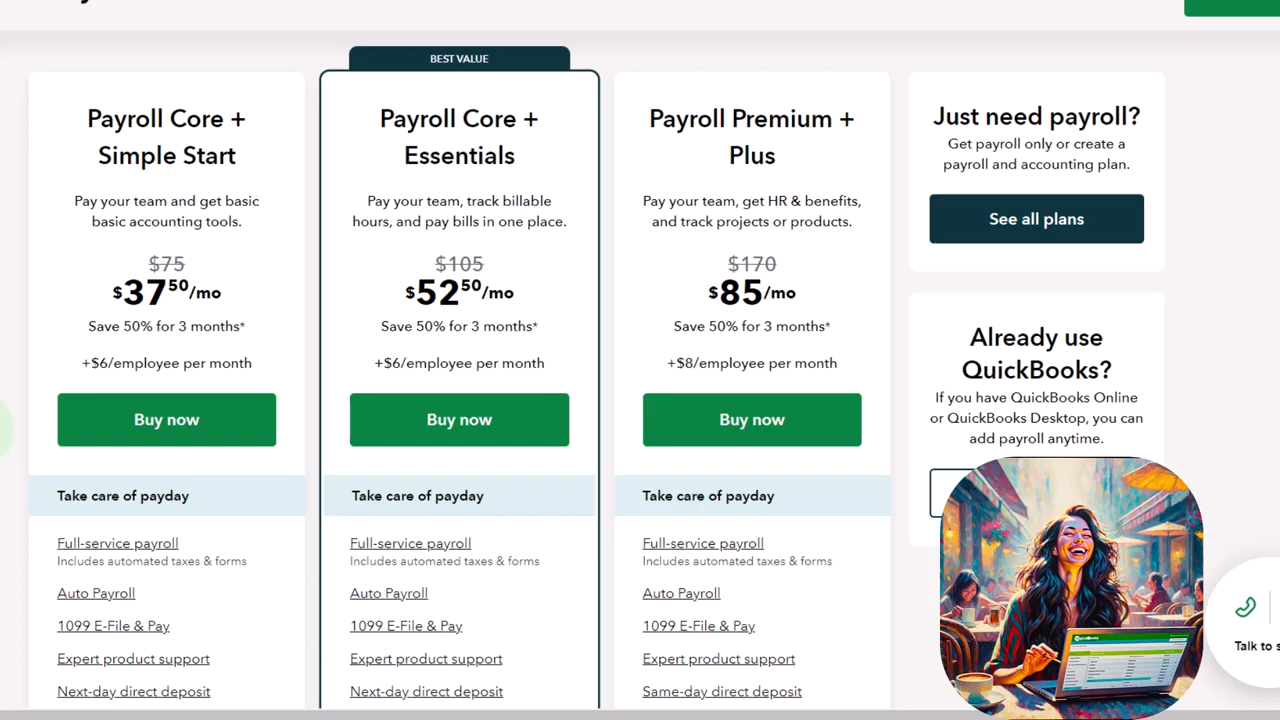 BEST VALUE
Payroll Core +
Simple Start
Pay your team and get basic
basic accounting tools.
$75
$37 50/mo
Save 50% for 3 months*
+$6/employee per month
Buy now
Take care of payday
Full-service payroll
Includes automated taxes & forms
Auto Payroll
1099 E-File & Pay
Expert product support
Next-day direct deposit
Payroll Core +
Essentials
Pay your team, track billable
hours, and pay bills in one place.
$105
$52 50/mo
Save 50% for 3 months*
+$6/employee per month
Buy now
Take care of payday
Full-service payroll
Includes automated taxes & forms
Auto Payroll
1099 E-File & Pay
Expert product support
Next-day direct deposit
Payroll Premium +
Plus
Pay your team, get HR & benefits,
and track projects or products.
$170
$85/mo
Save 50% for 3 months*
+$8/employee per month
Buy now
Take care of payday
Full-service payroll
Includes automated taxes & forms
Auto Payroll
1099 E-File & Pay
Expert product support
Same-day direct deposit
Just need payroll?
Get payroll only or create a
payroll and accounting plan.
See all plans
Already use
QuickBooks?
If you have QuickBooks Online
or QuickBooks Desktop, you can
add payroll anytime.
Talk to s